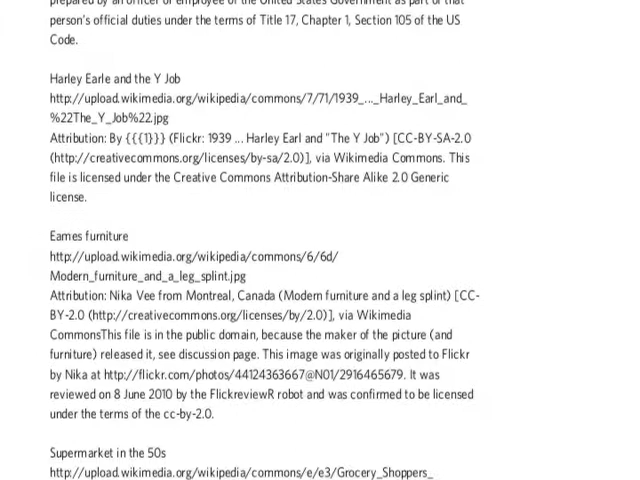 prepared by an officer or employee of the United States Government as part of that
person's official duties under the terms of Title 17, Chapter 1, Section 105 of the US
Code.
Harley Earle and the Y Job
http://upload.wikimedia.org/wikipedia/commons/7/71/1939_..._Harley_Earl_and_
%22The_Y_Job%22.jpg
Attribution: By {{{1}}} (Flickr: 1939 ... Harley Earl and "The Y Job") [CC-BY-SA-2.0
(http://creativecommons.org/licenses/by-sa/2.0)], via Wikimedia Commons. This
file is licensed under the Creative Commons Attribution-Share Alike 2.0 Generic
license.
Eames furniture
http://upload.wikimedia.org/wikipedia/commons/6/6d/
Modern_furniture_and_a_leg_splint.jpg
Attribution: Nika Vee from Montreal, Canada (Modern furniture and a leg splint) [CC-
BY-2.0 (http://creativecommons.org/licenses/by/2.0)], via Wikimedia
CommonsThis file is in the public domain, because the maker of the picture (and
furniture) released it, see discussion page. This image was originally posted to Flickr
by Nika at http://flickr.com/photos/44124363667@N01/2916465679. It was
reviewed on 8 June 2010 by the FlickreviewR robot and was confirmed to be licensed
under the terms of the cc-by-2.0.
Supermarket in the 50s
http://upload.wikimedia.org/wikipedia/commons/e/e3/Grocery_Shoppers_